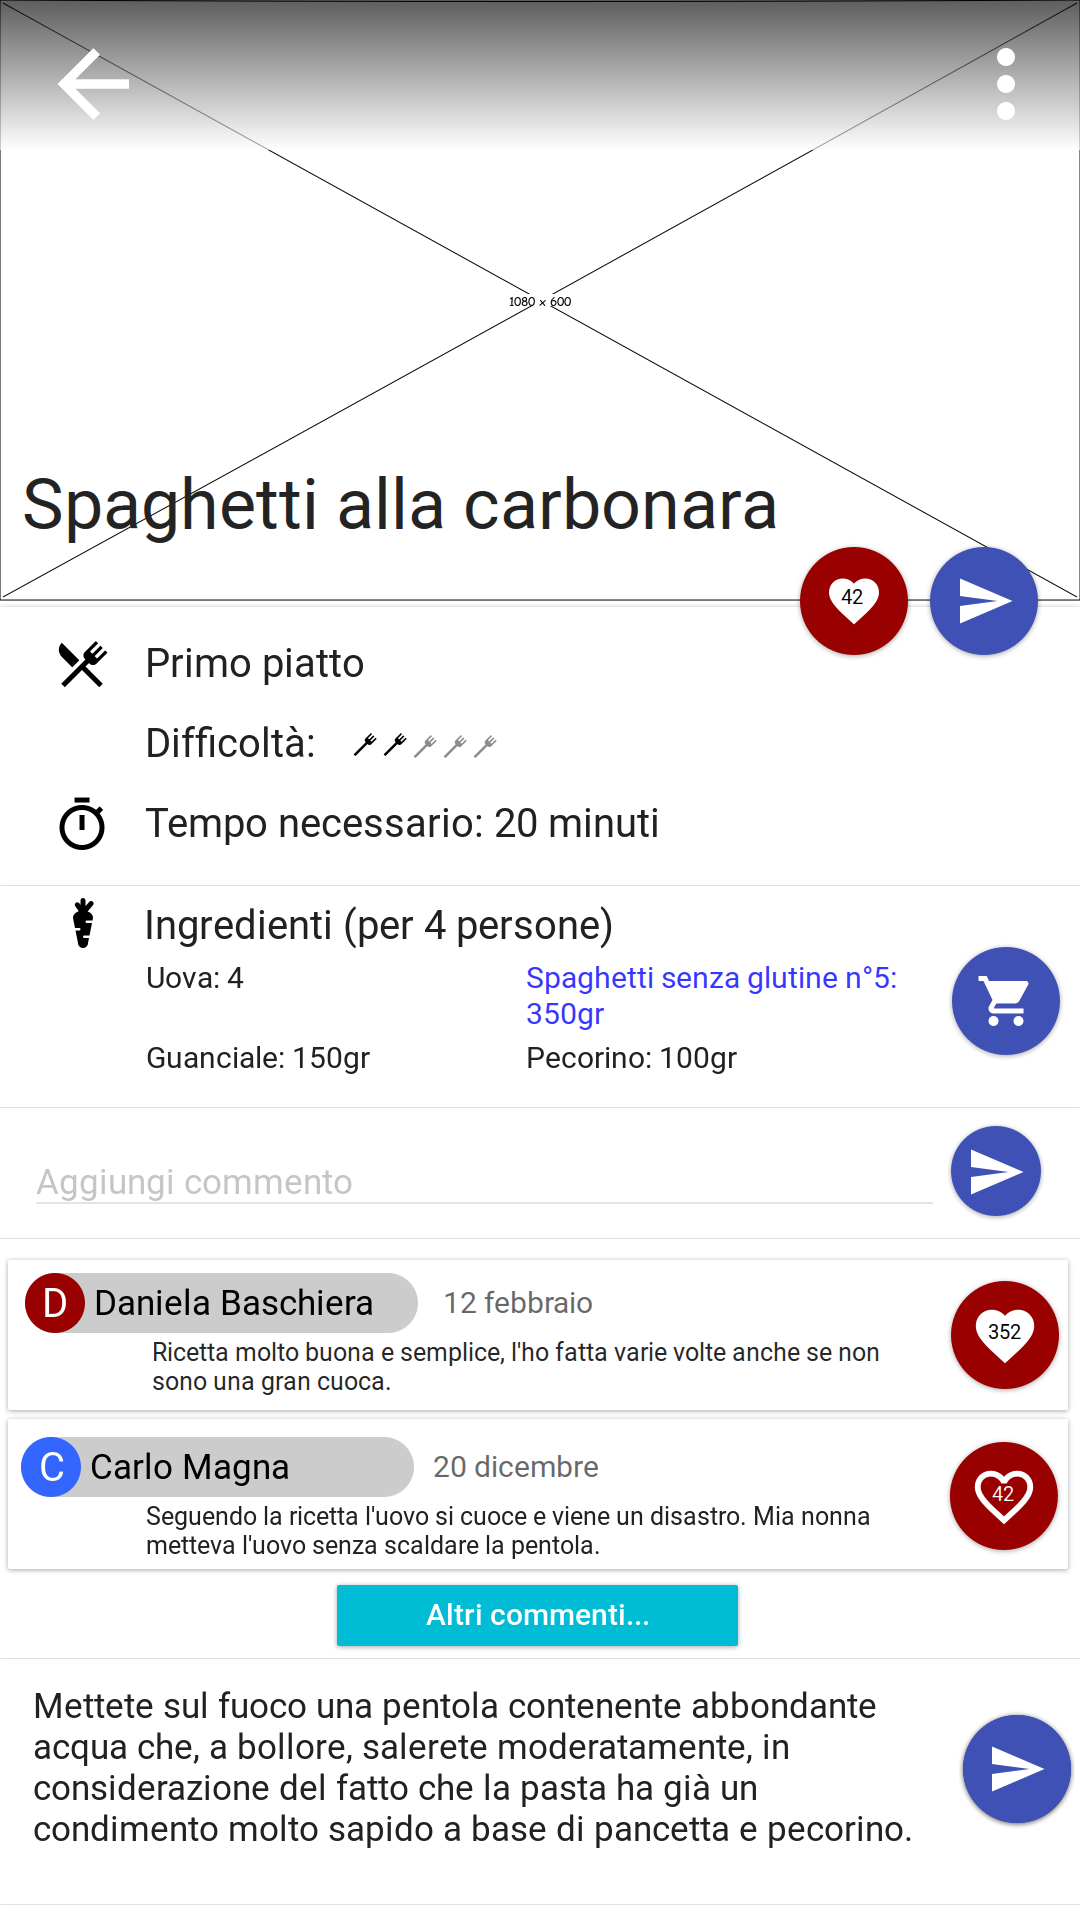 1080 × 600
Spaghetti alla carbonara
42
Primo piatto
Difficoltà:
Tempo necessario: 20 minuti
Ingredienti (per 4 persone)
Uova: 4
Spaghetti senza glutine n°5:
350gr
Guanciale: 150gr
Pecorino: 100gr
Aggiungi commento
D Daniela Baschiera 12 febbraio
352
Ricetta molto buona e semplice, l'ho fatta varie volte anche se non
sono una gran cuoca.
C Carlo Magna 20 dicembre
42
Seguendo la ricetta l'uovo si cuoce e viene un disastro. Mia nonna
metteva l'uovo senza scaldare la pentola.
Altri commenti...
Mettete sul fuoco una pentola contenente abbondante
acqua che, a bollore, salerete moderatamente, in
considerazione del fatto che la pasta ha già un
condimento molto sapido a base di pancetta e pecorino.